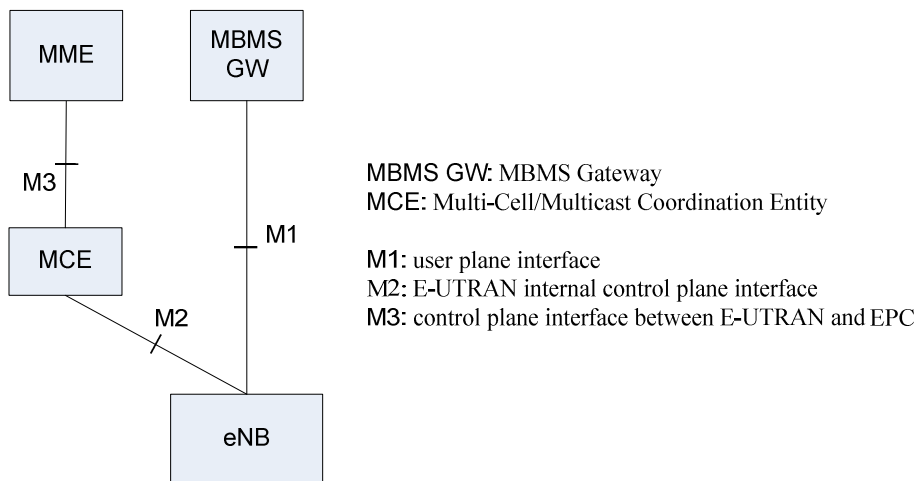 MME
MBMS
GW
M3
M1
MCE
M2
eNB
MBMS GW: MBMS Gateway
MCE: Multi-Cell/Multicast Coordination Entity
M1: user plane interface
M2: E-UTRAN internal control plane interface
M3: control plane interface between E-UTRAN and EPC